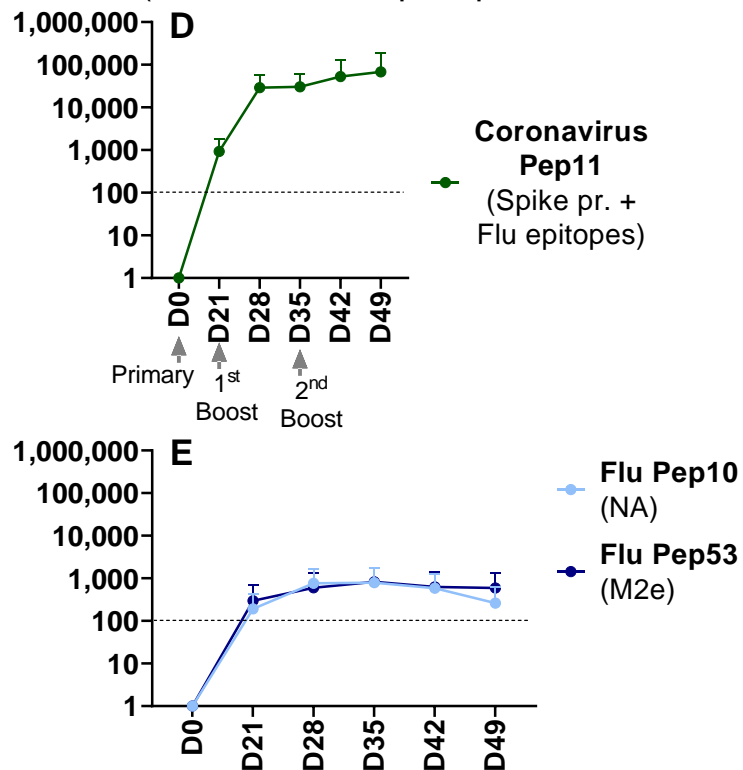 D
1,000,000
100,000
10,000
1,000
100
10
1
D0
D21
D28
D35
D42
D49
Primary
1st
Boost
2nd
Boost
Coronavirus
Pep11
(Spike pr. +
Flu epitopes)
E
1,000,000
100,000
10,000
1,000
100
10
1
D0
D21
D28
D35
D42
D49
Flu Pep10
(NA)
Flu Pep53
(M2e)